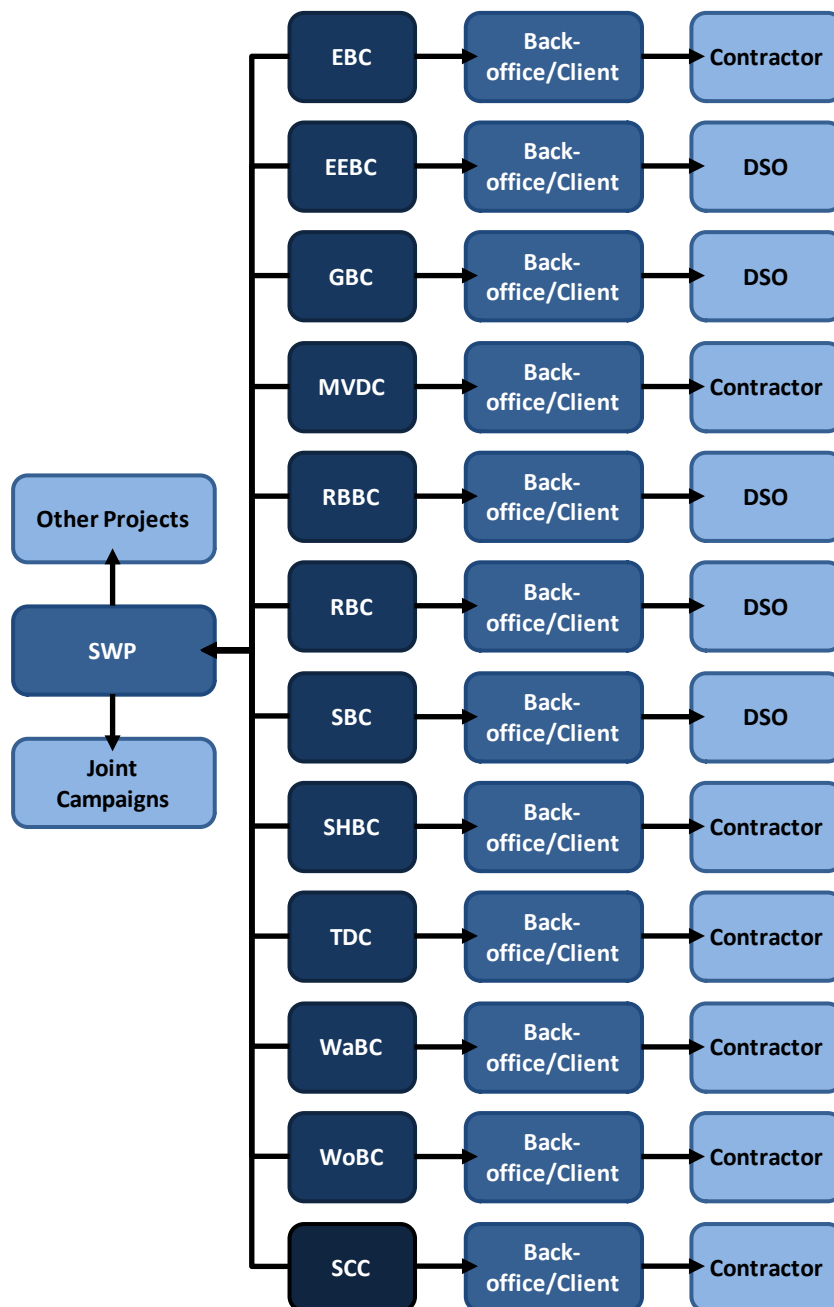 EBC
Back-
office/Client
Contractor
EEBC
Back-
office/Client
DSO
GBC
Back-
office/Client
DSO
MVDC
Back-
office/Client
Contractor
RBBC
Back-
office/Client
DSO
Other Projects
RBC
Back-
office/Client
DSO
SWP
SBC
Back-
office/Client
DSO
Joint
Campaigns
SHBC
Back-
office/Client
Contractor
TDC
Back-
office/Client
Contractor
WaBC
Back-
office/Client
Contractor
WoBC
Back-
office/Client
Contractor
SCC
Back-
office/Client
Contractor